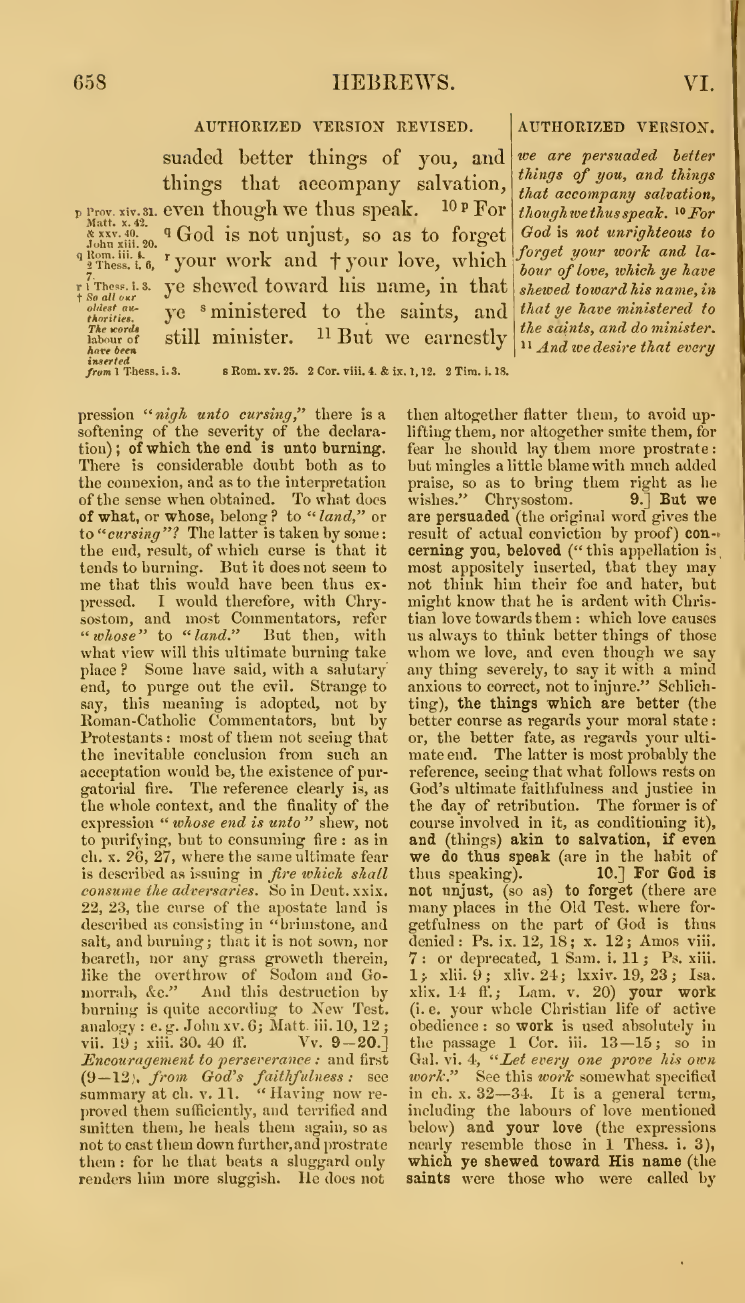 658
HEBREWS.
VI.
AUTHORIZED VERSION REVISED.
suaded better things of you, and
things that accompany salvation,
even though we thus speak. 10 p For
q God is not unjust, so as to forget
r your work and † your love, which
ye shewed toward his name, in that
ye s ministered to the saints, and
still minister. 11 But we earnestly
p Prov. xiv. 31.
Matt. x. 42.
& xxv. 40.
John xiii. 20.
q Rom. iii. 4.
2 Thess. i. 6,
7.
r 1 Thess. i. 3.
† So all our
oldest au-
thorities.
The words
labour of
have been
inserted
from 1 Thess. i. 3.
s Rom. xv. 25. 2 Cor. viii. 4. & ix. 1, 12. 2 Tim. i. 18.
AUTHORIZED VERSION.
we are persuaded better
things of you, and things
that accompany salvation,
though we thus speak. 10 For
God is not unrighteous to
forget your work and la-
bour of love, which ye have
shewed toward his name, in
that ye have ministered to
the saints, and do minister.
11 And we desire that every
pression “nigh unto cursing,” there is a
softening of the severity of the declara-
tion); of which the end is unto burning.
There is considerable doubt both as to
the connexion, and as to the interpretation
of the sense when obtained. To what does
of what, or whose, belong? to “land,” or
to “cursing”? The latter is taken by some:
the end, result, of which curse is that it
tends to burning. But it does not seem to
me that this would have been thus ex-
pressed. I would therefore, with Chry-
sostom, and most Commentators, refer
“whose” to “land.” But then, with
what view will this ultimate burning take
place? Some have said, with a salutary
end, to purge out the evil. Strange to
say, this meaning is adopted, not by
Roman-Catholic Commentators, but by
Protestants: most of them not seeing that
the inevitable conclusion from such an
acceptation would be, the existence of pur-
gatorial fire. The reference clearly is, as
the whole context, and the finality of the
expression “whose end is unto” shew, not
to purifying, but to consuming fire: as in
ch. x. 26, 27, where the same ultimate fear
is described as issuing in fire which shall
consume the adversaries. So in Deut. xxix.
22, 23, the curse of the apostate land is
described as consisting in “brimstone, and
salt, and burning; that it is not sown, nor
beareth, nor any grass groweth therein,
like the overthrow of Sodom and Go-
morrah, &c.” And this destruction by
burning is quite according to New Test.
analogy: e. g. John xv. 6; Matt. iii. 10, 12;
vii. 19; xiii. 30. 40 ff. Vv. 9—20.]
Encouragement to perseverance: and first
(9—12), from God's faithfulness: see
summary at ch. v. 11. “Having now re-
proved them sufficiently, and terrified and
smitten them, he heals them again, so as
not to cast them down further, and prostrate
them: for he that beats a sluggard only
renders him more sluggish. He does not
then altogether flatter them, to avoid up-
lifting them, nor altogether smite them, for
fear he should lay them more prostrate:
but mingles a little blame with much added
praise, so as to bring them right as he
wishes.” Chrysostom. 9.] But we
are persuaded (the original word gives the
result of actual conviction by proof) con-
cerning you, beloved (“this appellation is
most appositely inserted, that they may
not think him their foe and hater, but
might know that he is ardent with Chris-
tian love towards them: which love causes
us always to think better things of those
whom we love, and even though we say
any thing severely, to say it with a mind
anxious to correct, not to injure.” Schlich-
ting), the things which are better (the
better course as regards your moral state:
or, the better fate, as regards your ulti-
mate end. The latter is most probably the
reference, seeing that what follows rests on
God's ultimate faithfulness and justice in
the day of retribution. The former is of
course involved in it, as conditioning it),
and (things) akin to salvation, if even
we do thus speak (are in the habit of
thus speaking). 10.] For God is
not unjust, (so as) to forget (there are
many places in the Old Test. where for-
getfulness on the part of God is thus
denied: Ps. ix. 12, 18; x. 12; Amos viii.
7: or deprecated, 1 Sam. i. 11; Ps. xiii.
1; xlii. 9; xliv. 24; lxxiv. 19, 23; Isa.
xlix. 14 ff.; Lam. v. 20) your work
(i. e. your whole Christian life of active
obedience: so work is used absolutely in
the passage 1 Cor. iii. 13—15; so in
Gal. vi. 4, “Let every one prove his own
work.” See this work somewhat specified
in ch. x. 32—34. It is a general term,
including the labours of love mentioned
below) and your love (the expressions
nearly resemble those in 1 Thess. i. 3),
which ye shewed toward His name (the
saints were those who were called by